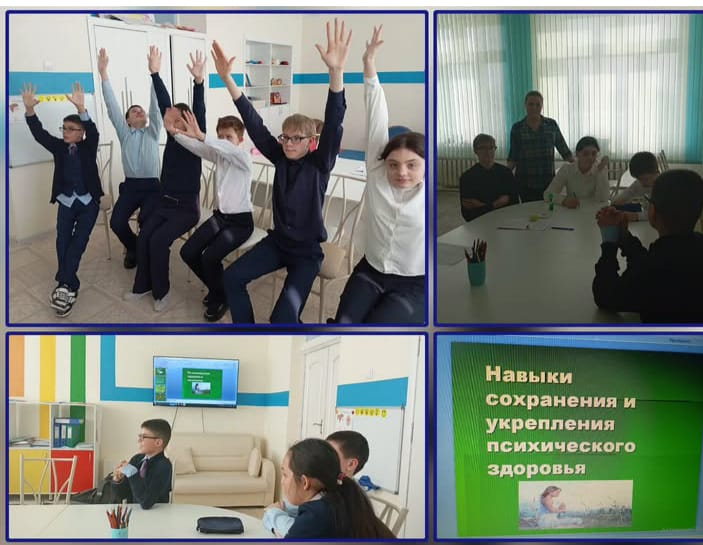 Навыки
сохранения и
укрепления
психического
здоровья